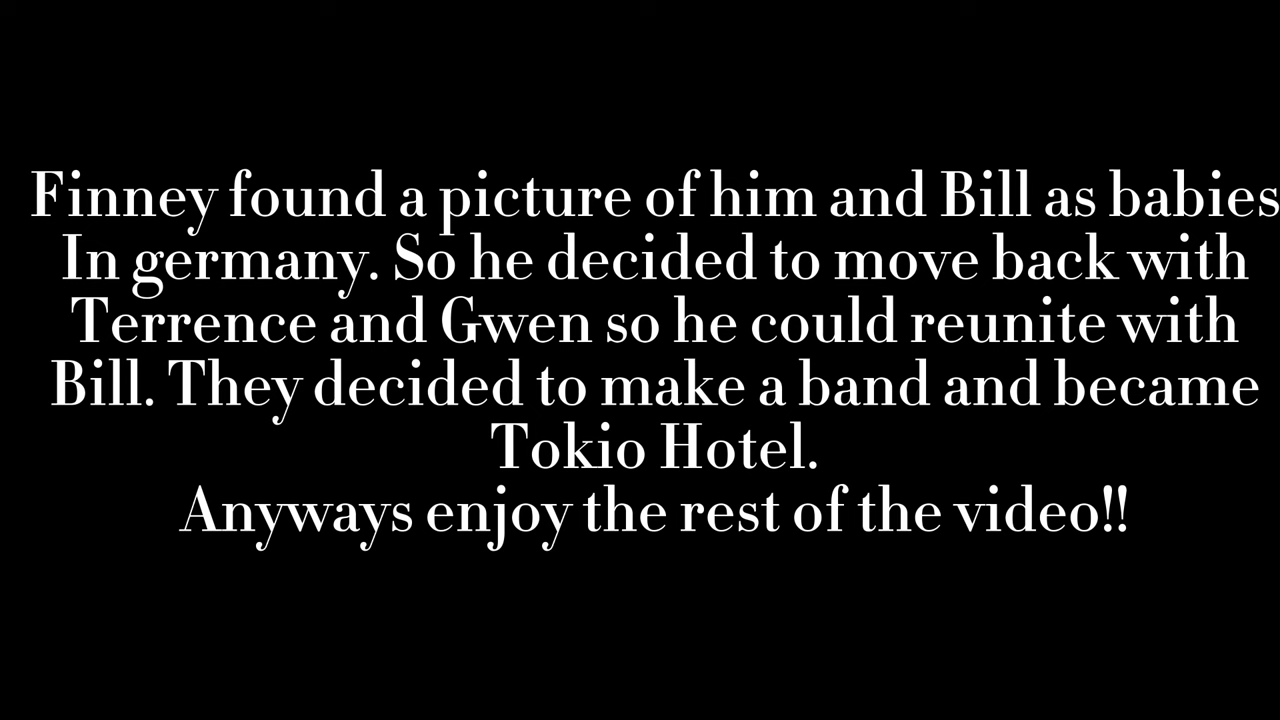 Finney found a picture of him and Bill as babies
In germany. So he decided to move back with
Terrence and Gwen so he could reunite with
Bill. They decided to make a band and became
Tokio Hotel.
Anyways enjoy the rest of the video!!